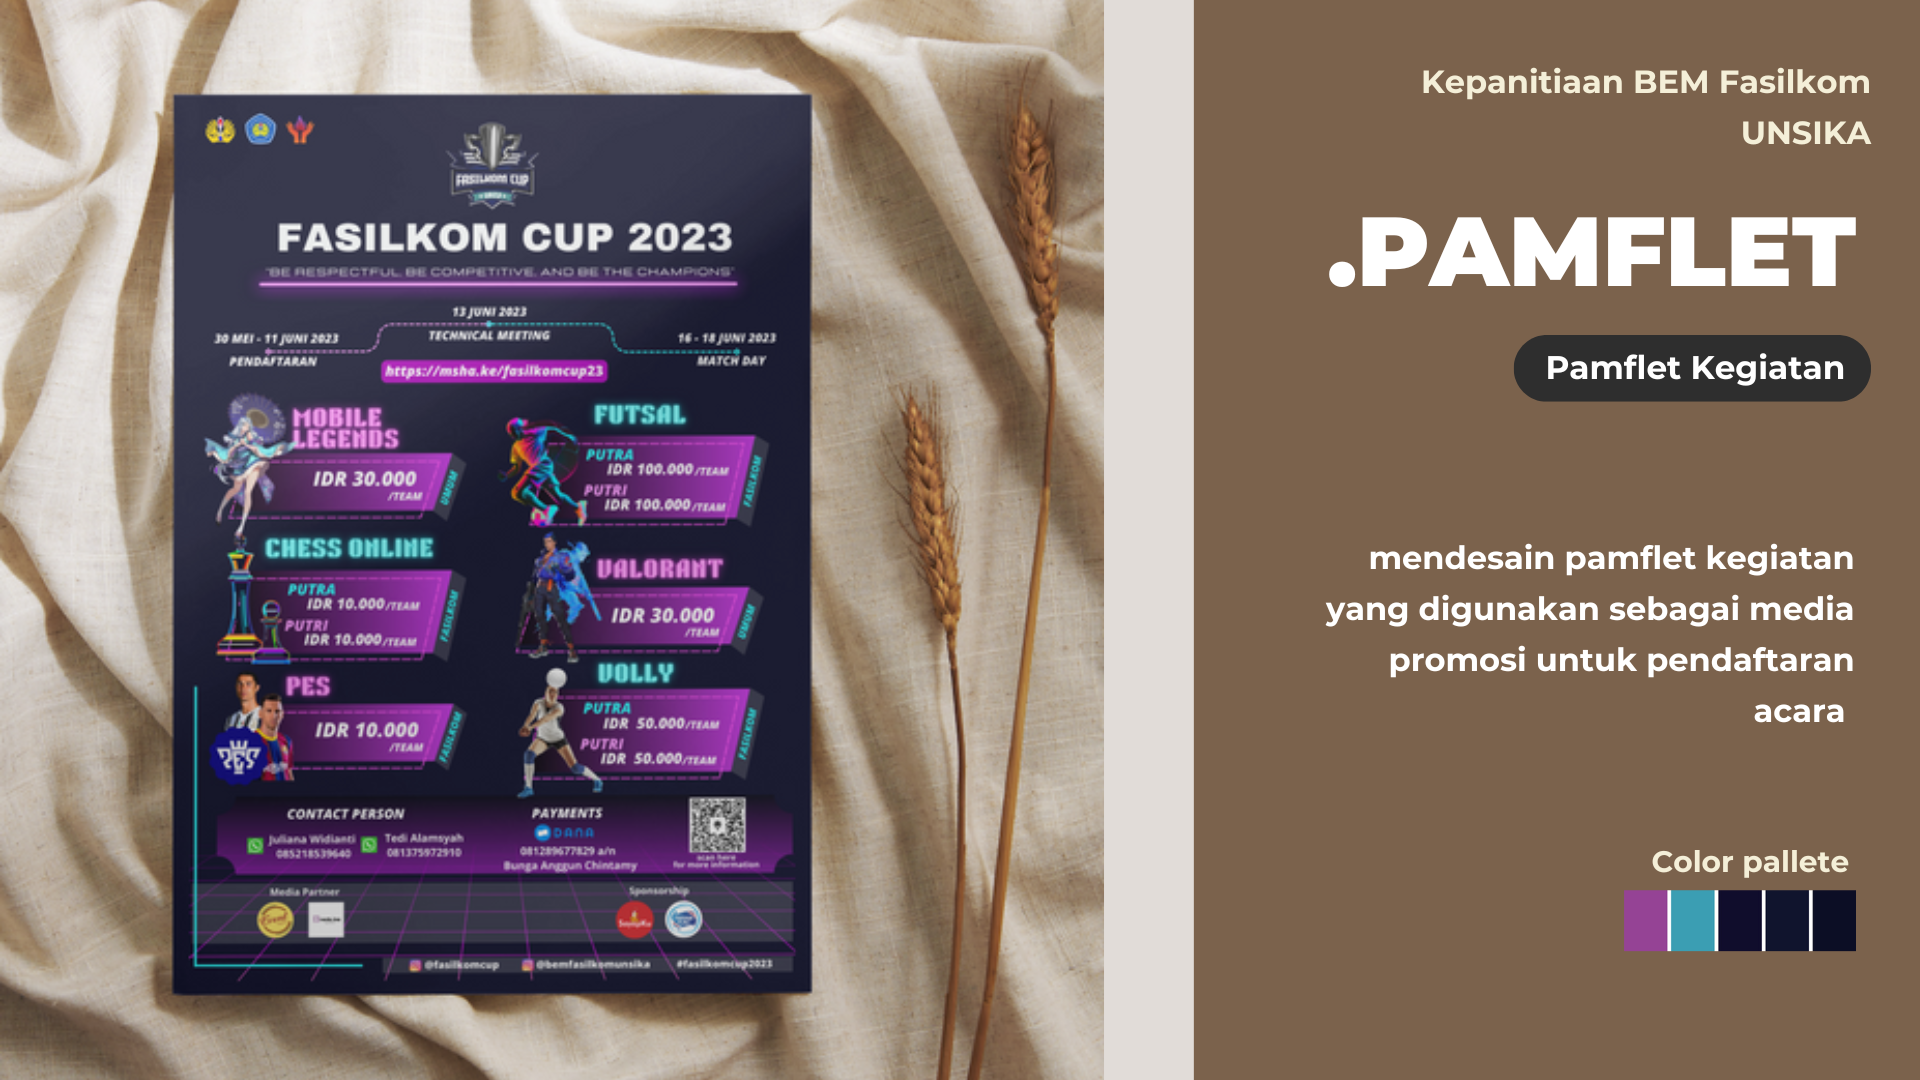 FASILKOM CUP
FASILKOM CUP 2023
"BE RESPECTFUL, BE COMPETITIVE, AND BE THE CHAMPIONS"
13 JUNI 2023
TECHNICAL MEETING
30 MEI - 11 JUNI 2023
PENDAFTARAN
16 - 18 JUNI 2023
MATCH DAY
https://msha.ke/fasilkomcup23
MOBILE
LEGENDS
IDR 30.000
/TEAM
UMUM
FUTSAL
PUTRA
IDR 100.000/TEAM
PUTRI
IDR 100.000/TEAM
FASILKOM
CHESS ONLINE
PUTRA
IDR 10.000/TEAM
PUTRI
IDR 10.000/TEAM
FASILKOM
VALORANT
IDR 30.000
/TEAM
UMUM
PES
IDR 10.000
/TEAM
FASILKOM
VOLLY
PUTRA
IDR 50.000/TEAM
PUTRI
IDR 50.000/TEAM
FASILKOM
CONTACT PERSON
Juliana Widianti
085218539640
Tedi Alamsyah
081375972910
PAYMENTS
DANA
081289677829 a/n
Bunga Anggun Chintamy
scan here
for more information
Media Partner
Sponsorship
@fasilkomcup
@bemfasilkomunsika
#fasilkomcup2023
Kepanitiaan BEM Fasilkom
UNSIKA
.PAMFLET
Pamflet Kegiatan
mendesain pamflet kegiatan
yang digunakan sebagai media
promosi untuk pendaftaran
acara
Color pallete